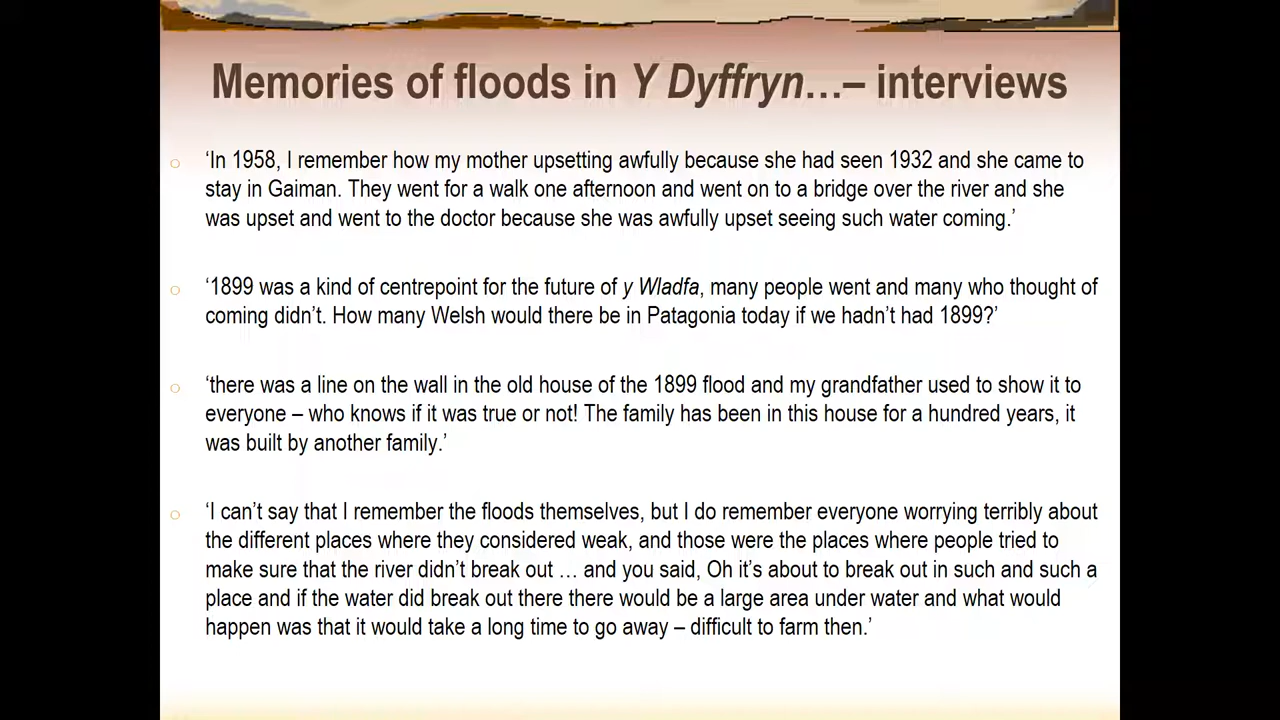 Memories of floods in Y Dyffryn…– interviews
‘In 1958, I remember how my mother upsetting awfully because she had seen 1932 and she came to
stay in Gaiman. They went for a walk one afternoon and went on to a bridge over the river and she
was upset and went to the doctor because she was awfully upset seeing such water coming.’
‘1899 was a kind of centrepoint for the future of y Wladfa, many people went and many who thought of
coming didn’t. How many Welsh would there be in Patagonia today if we hadn’t had 1899?’
‘there was a line on the wall in the old house of the 1899 flood and my grandfather used to show it to
everyone – who knows if it was true or not! The family has been in this house for a hundred years, it
was built by another family.’
‘I can’t say that I remember the floods themselves, but I do remember everyone worrying terribly about
the different places where they considered weak, and those were the places where people tried to
make sure that the river didn’t break out … and you said, Oh it’s about to break out in such and such a
place and if the water did break out there there would be a large area under water and what would
happen was that it would take a long time to go away – difficult to farm then.’